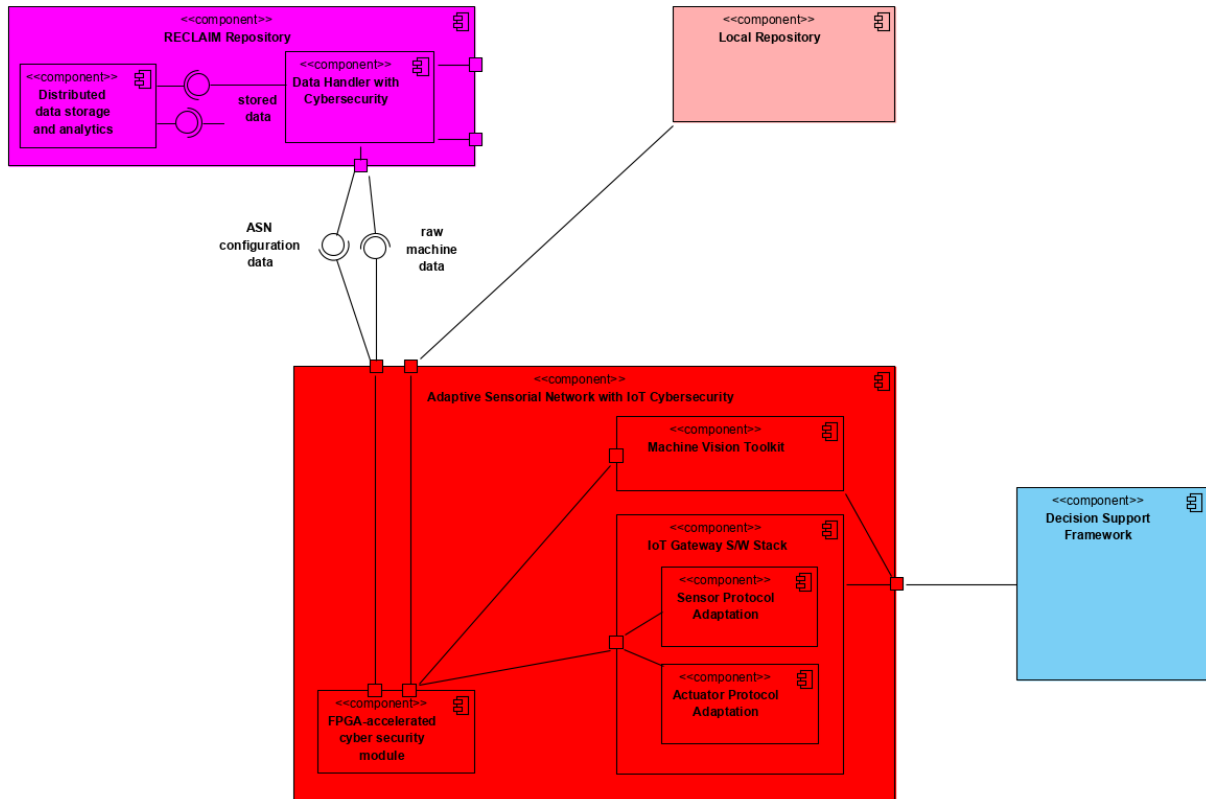 <<component>>
RECLAIM Repository
<<component>>
Distributed
data storage
and analytics
stored
data
<<component>>
Data Handler with
Cybersecurity
<<component>>
Local Repository
ASN
configuration
data
raw
machine
data
<<component>>
Adaptive Sensorial Network with IoT Cybersecurity
<<component>>
Machine Vision Toolkit
<<component>>
IoT Gateway S/W Stack
<<component>>
Sensor Protocol
Adaptation
<<component>>
Actuator Protocol
Adaptation
<<component>>
FPGA-accelerated
cyber security
module
<<component>>
Decision Support
Framework